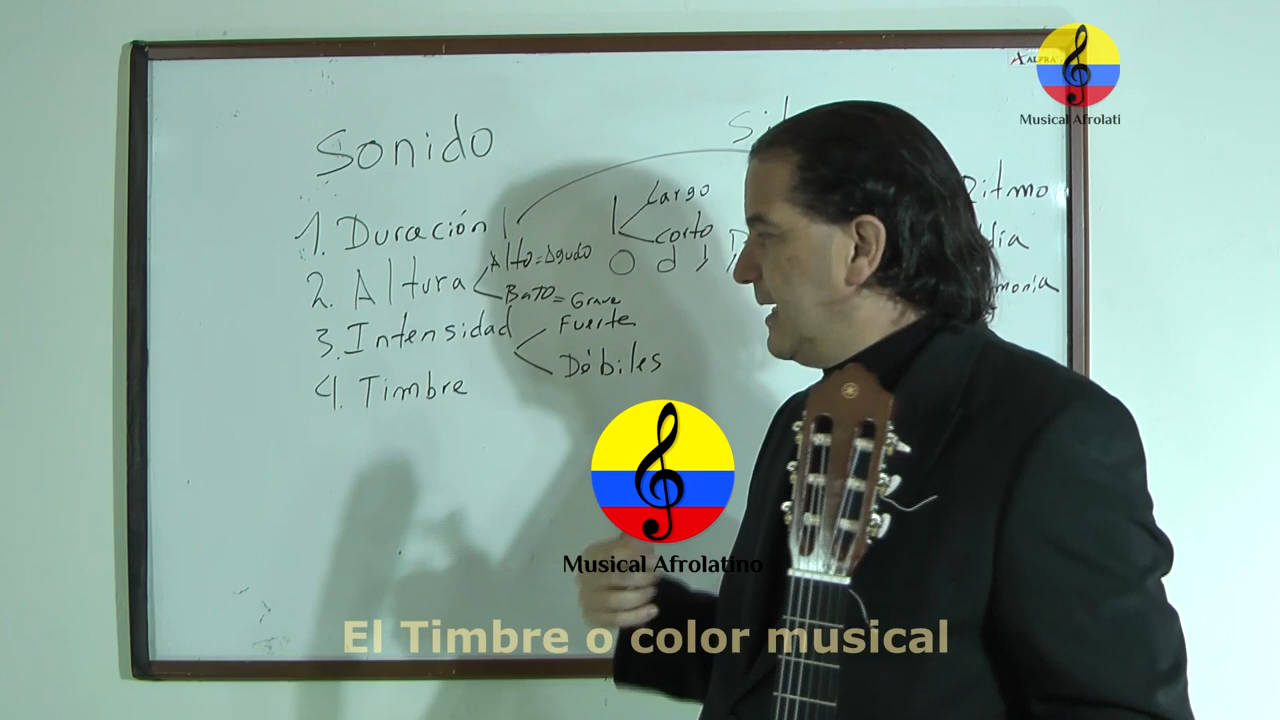 ALFRA
Musical Afrolati
Sonido
Largo
Ritmo
1. Duración
corto
Alto=Agudo
2. Altura
BaJo = Grave
3. Intensidad
Fuerte
Débiles
4. Timbre
Musical Afrolatino
El Timbre o color musical